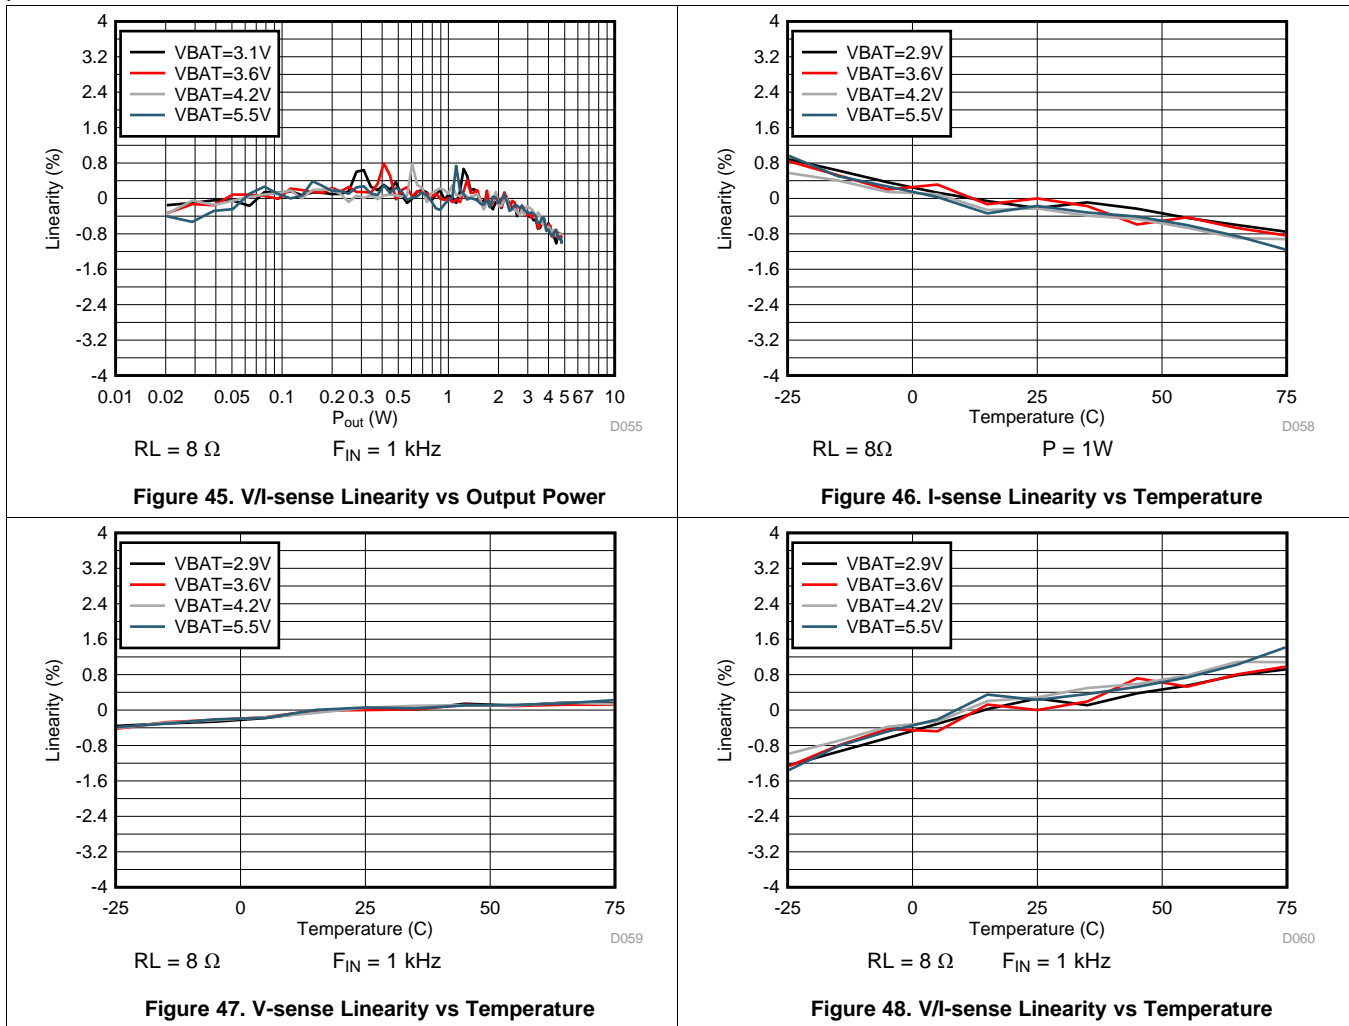 4
3.2
2.4
1.6
0.8
0
-0.8
-1.6
-2.4
-3.2
-4
Linearity (%)
VBAT=3.1V
VBAT=3.6V
VBAT=4.2V
VBAT=5.5V
0.01 0.02 0.05 0.1 0.2 0.3 0.5 1 2 3 4 5 6 7 10
Pout (W)
D055
RL = 8 Ω FIN = 1 kHz
Figure 45. V/I-sense Linearity vs Output Power
4
3.2
2.4
1.6
0.8
0
-0.8
-1.6
-2.4
-3.2
-4
Linearity (%)
VBAT=2.9V
VBAT=3.6V
VBAT=4.2V
VBAT=5.5V
-25 0 25 50 75
Temperature (C)
D058
RL = 8Ω P = 1W
Figure 46. I-sense Linearity vs Temperature
4
3.2
2.4
1.6
0.8
0
-0.8
-1.6
-2.4
-3.2
-4
Linearity (%)
VBAT=2.9V
VBAT=3.6V
VBAT=4.2V
VBAT=5.5V
-25 0 25 50 75
Temperature (C)
D059
RL = 8 Ω FIN = 1 kHz
Figure 47. V-sense Linearity vs Temperature
4
3.2
2.4
1.6
0.8
0
-0.8
-1.6
-2.4
-3.2
-4
Linearity (%)
VBAT=2.9V
VBAT=3.6V
VBAT=4.2V
VBAT=5.5V
-25 0 25 50 75
Temperature (C)
D060
RL = 8 Ω FIN = 1 kHz
Figure 48. V/I-sense Linearity vs Temperature